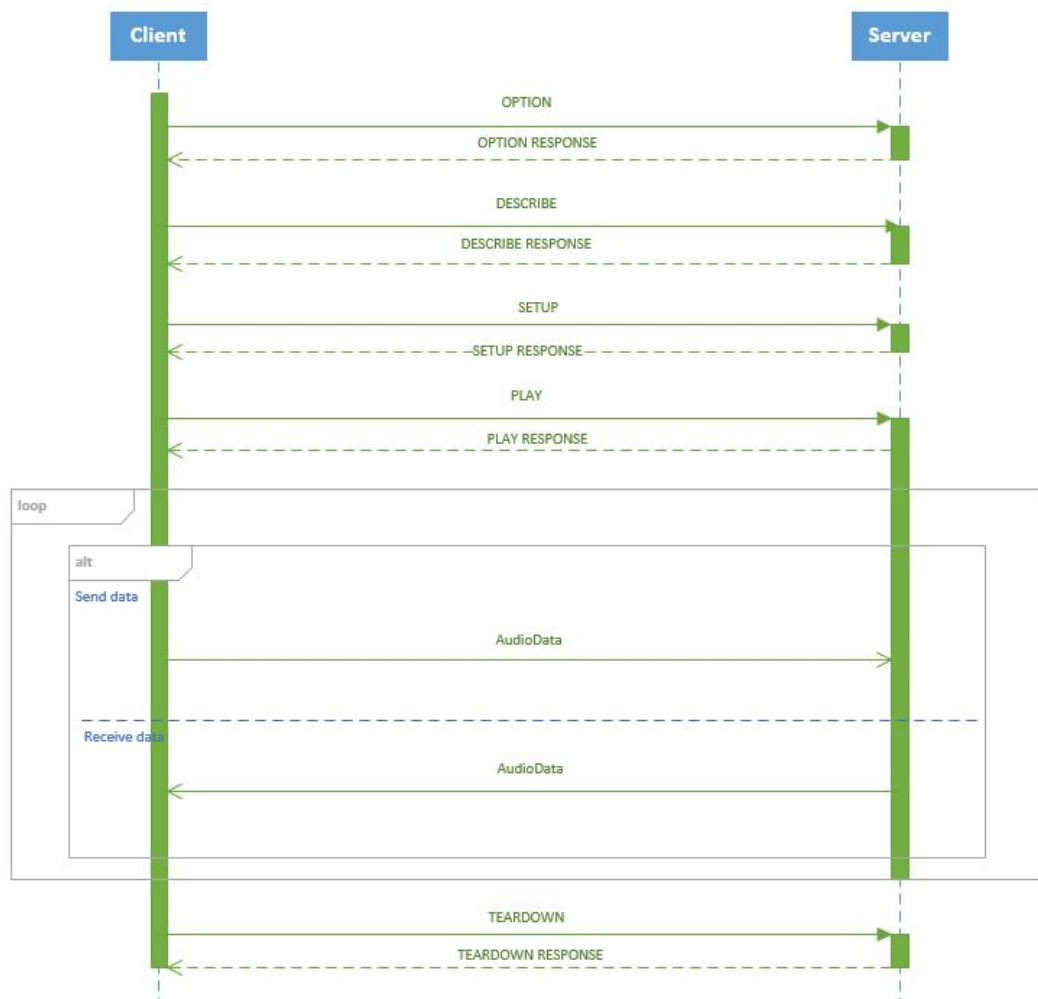 Client
Server
OPTION
OPTION RESPONSE
DESCRIBE
DESCRIBE RESPONSE
SETUP
SETUP RESPONSE
PLAY
PLAY RESPONSE
loop
alt
Send data
AudioData
Receive data
AudioData
TEARDOWN
TEARDOWN RESPONSE